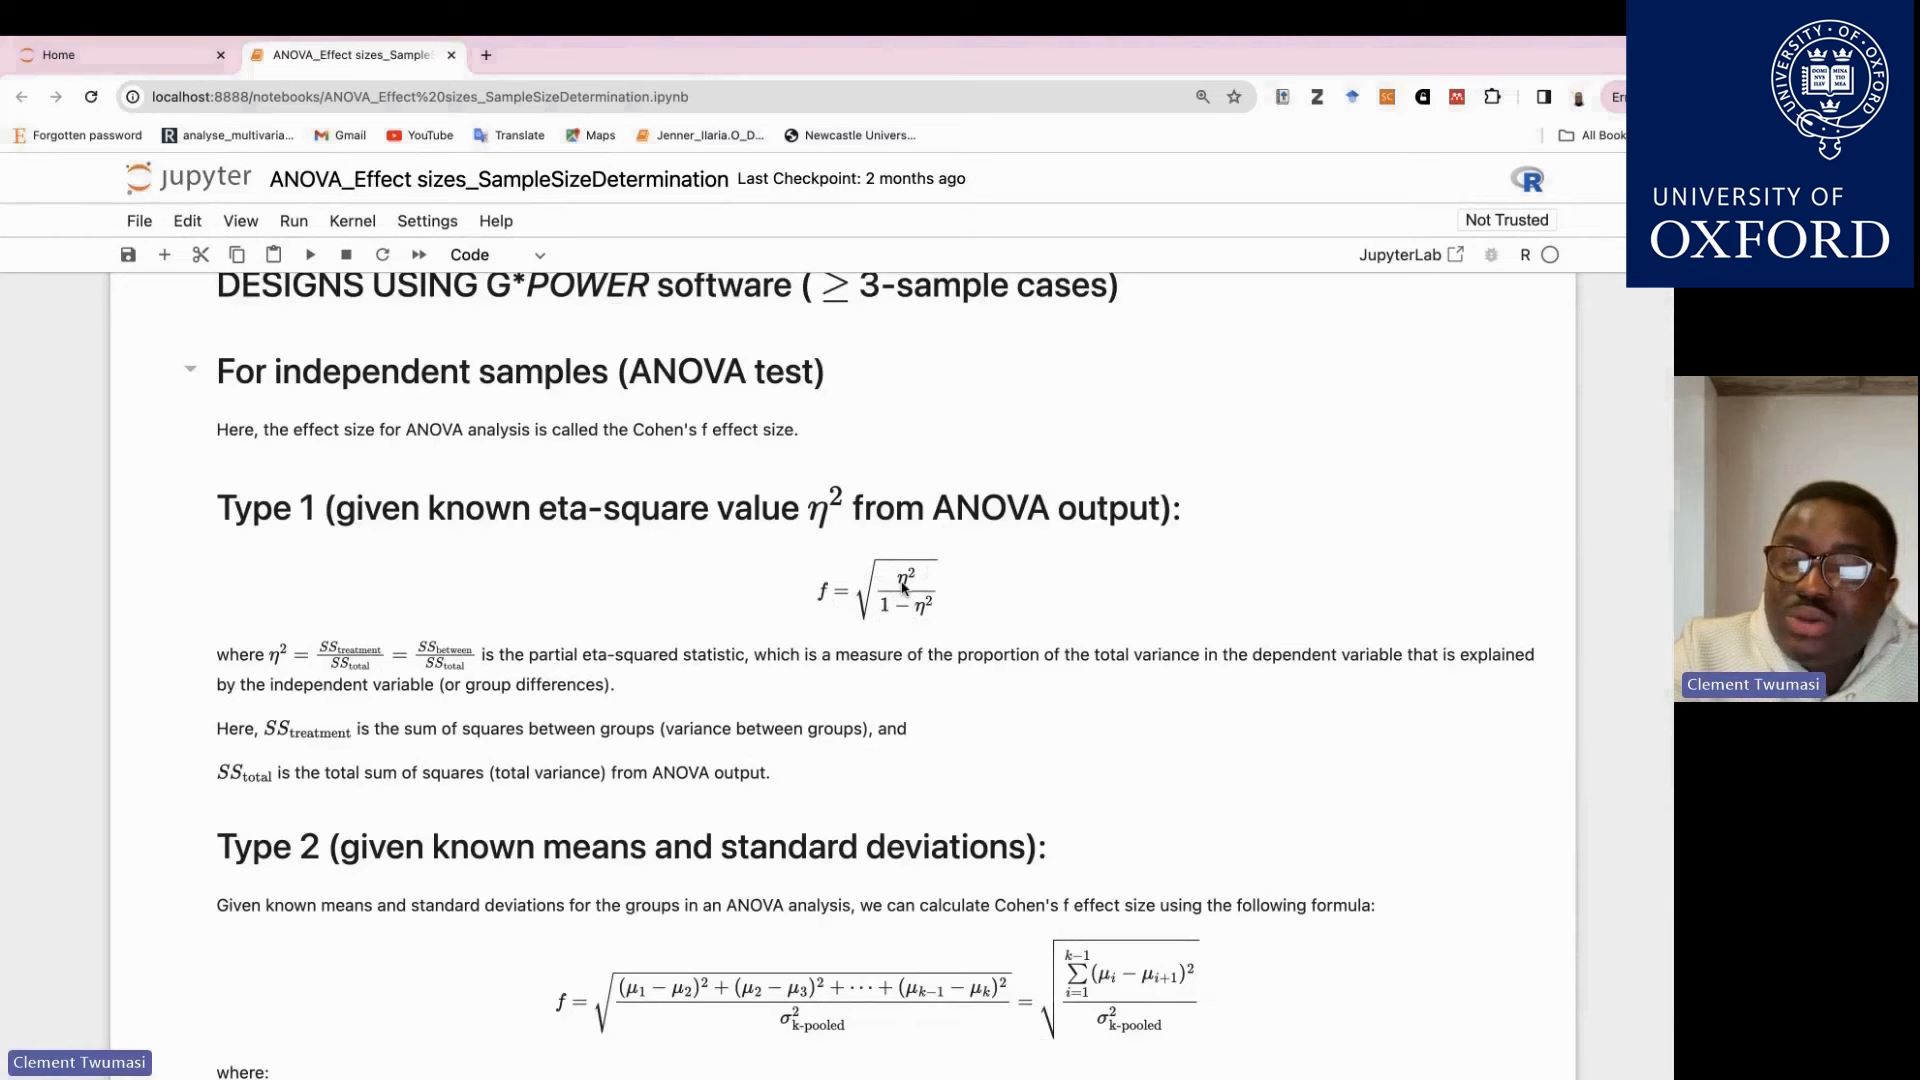 Home
ANOVA_Effect sizes_Sample
localhost:8888/notebooks/ANOVA_Effect%20sizes_SampleSizeDetermination.ipynb
Forgotten password
analyse_multivaria...
Gmail
YouTube
Translate
Maps
Jenner_Ilaria.O_D...
Newcastle Univers...
All Book
jupyter ANOVA_Effect sizes_SampleSizeDetermination Last Checkpoint: 2 months ago
File Edit View Run Kernel Settings Help
Not Trusted
Code
JupyterLab
R
UNIVERSITY OF OXFORD
UNIVERSITY OF
OXFORD
DESIGNS USING G*POWER software ( ≥ 3-sample cases)
For independent samples (ANOVA test)
Here, the effect size for ANOVA analysis is called the Cohen's f effect size.
Type 1 (given known eta-square value η² from ANOVA output):
f = √(η² / (1 − η²))
where η² = SS_treatment / SS_total = SS_between / SS_total is the partial eta-squared statistic, which is a measure of the proportion of the total variance in the dependent variable that is explained
by the independent variable (or group differences).
Here, SS_treatment is the sum of squares between groups (variance between groups), and
SS_total is the total sum of squares (total variance) from ANOVA output.
Type 2 (given known means and standard deviations):
Given known means and standard deviations for the groups in an ANOVA analysis, we can calculate Cohen's f effect size using the following formula:
f = √(((μ₁ − μ₂)² + (μ₂ − μ₃)² + ⋯ + (μ_{k−1} − μ_k)²) / σ²_{k-pooled}) = √(∑_{i=1}^{k−1} (μ_i − μ_{i+1})² / σ²_{k-pooled})
where:
Clement Twumasi
Clement Twumasi